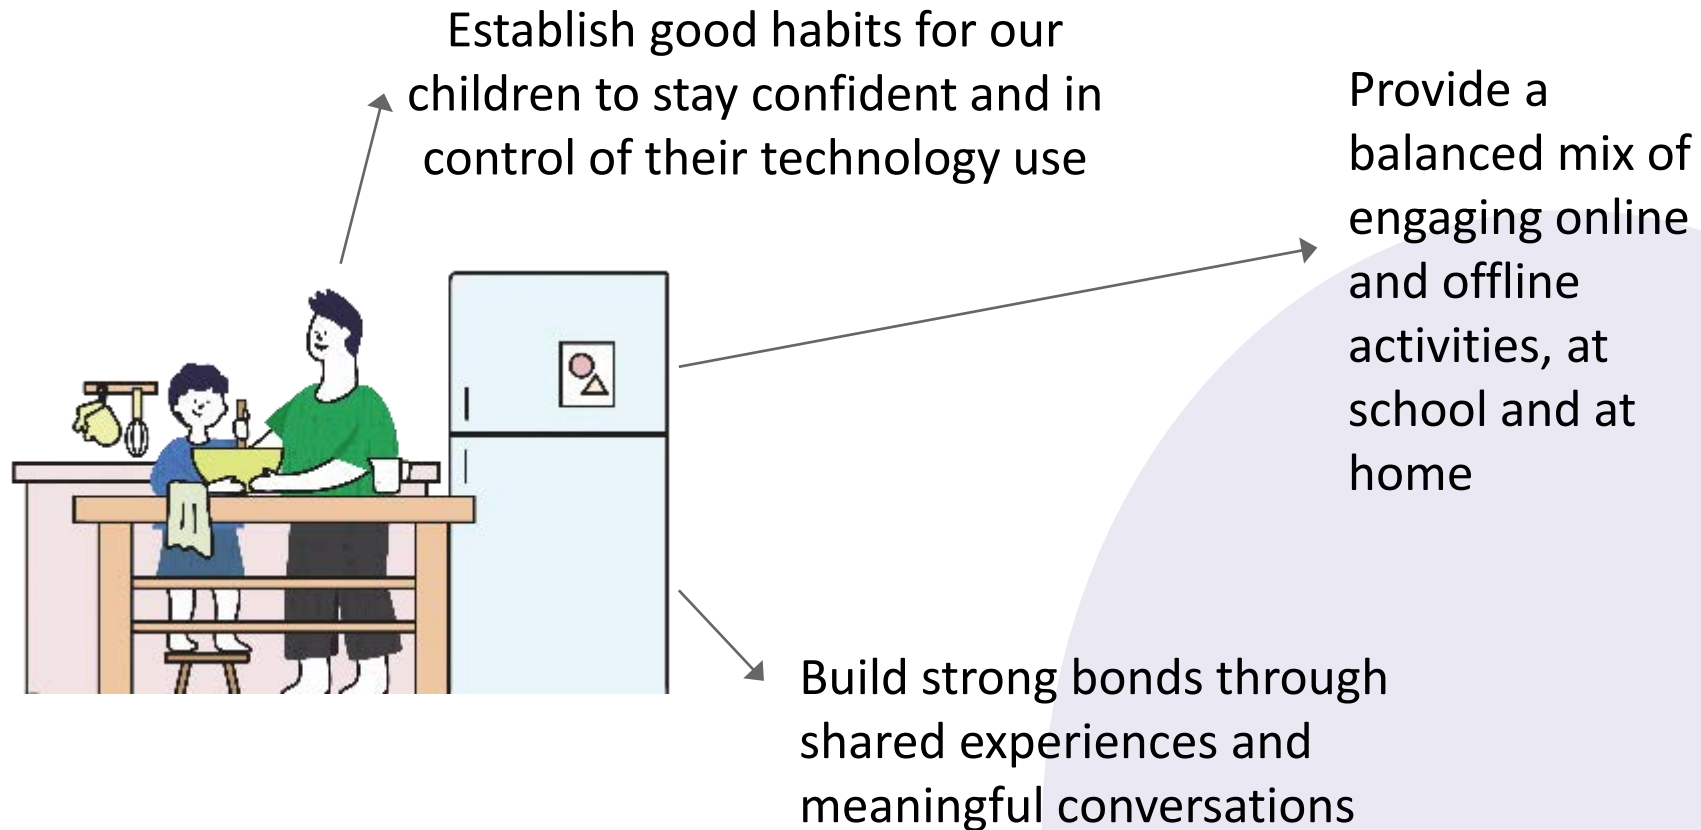 Establish good habits for our
children to stay confident and in
control of their technology use
Provide a
balanced mix of
engaging online
and offline
activities, at
school and at
home
Build strong bonds through
shared experiences and
meaningful conversations